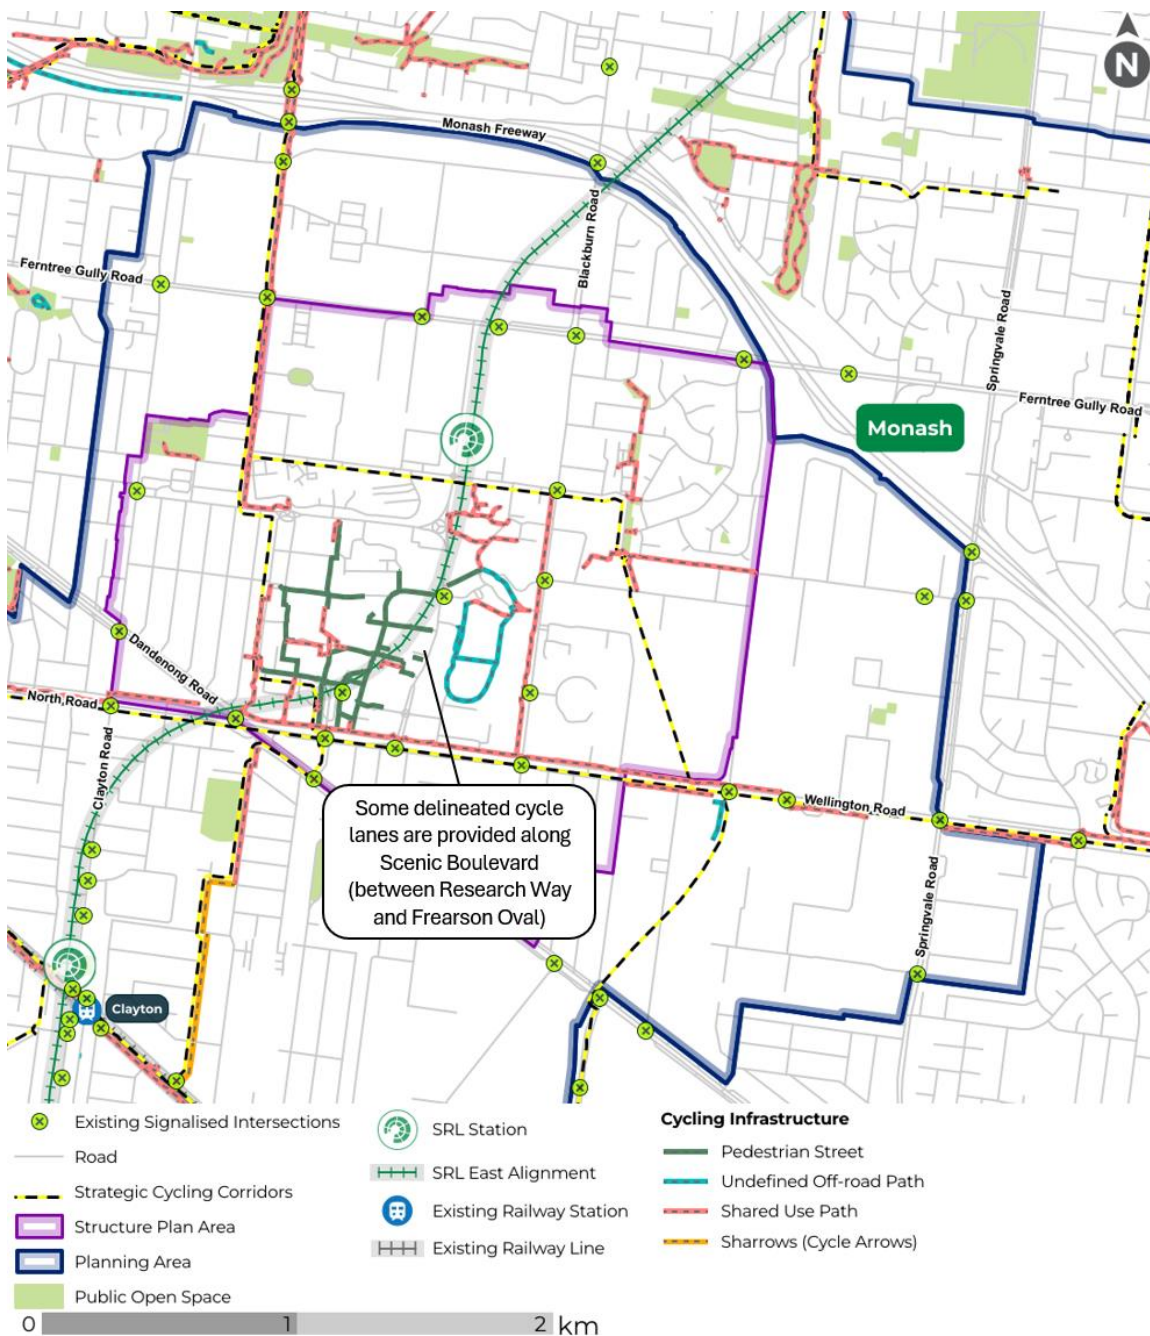 N
Monash Freeway
Blackburn Road
Ferntree Gully Road
Springvale Road
Ferntree Gully Road
Monash
Dandenong Road
North Road
Clayton Road
Wellington Road
Some delineated cycle
lanes are provided along
Scenic Boulevard
(between Research Way
and Frearson Oval)
Springvale Road
Clayton
Existing Signalised Intersections
Road
Strategic Cycling Corridors
Structure Plan Area
Planning Area
Public Open Space
SRL Station
SRL East Alignment
Existing Railway Station
Existing Railway Line
Cycling Infrastructure
Pedestrian Street
Undefined Off-road Path
Shared Use Path
Sharrows (Cycle Arrows)
0 1 2 km